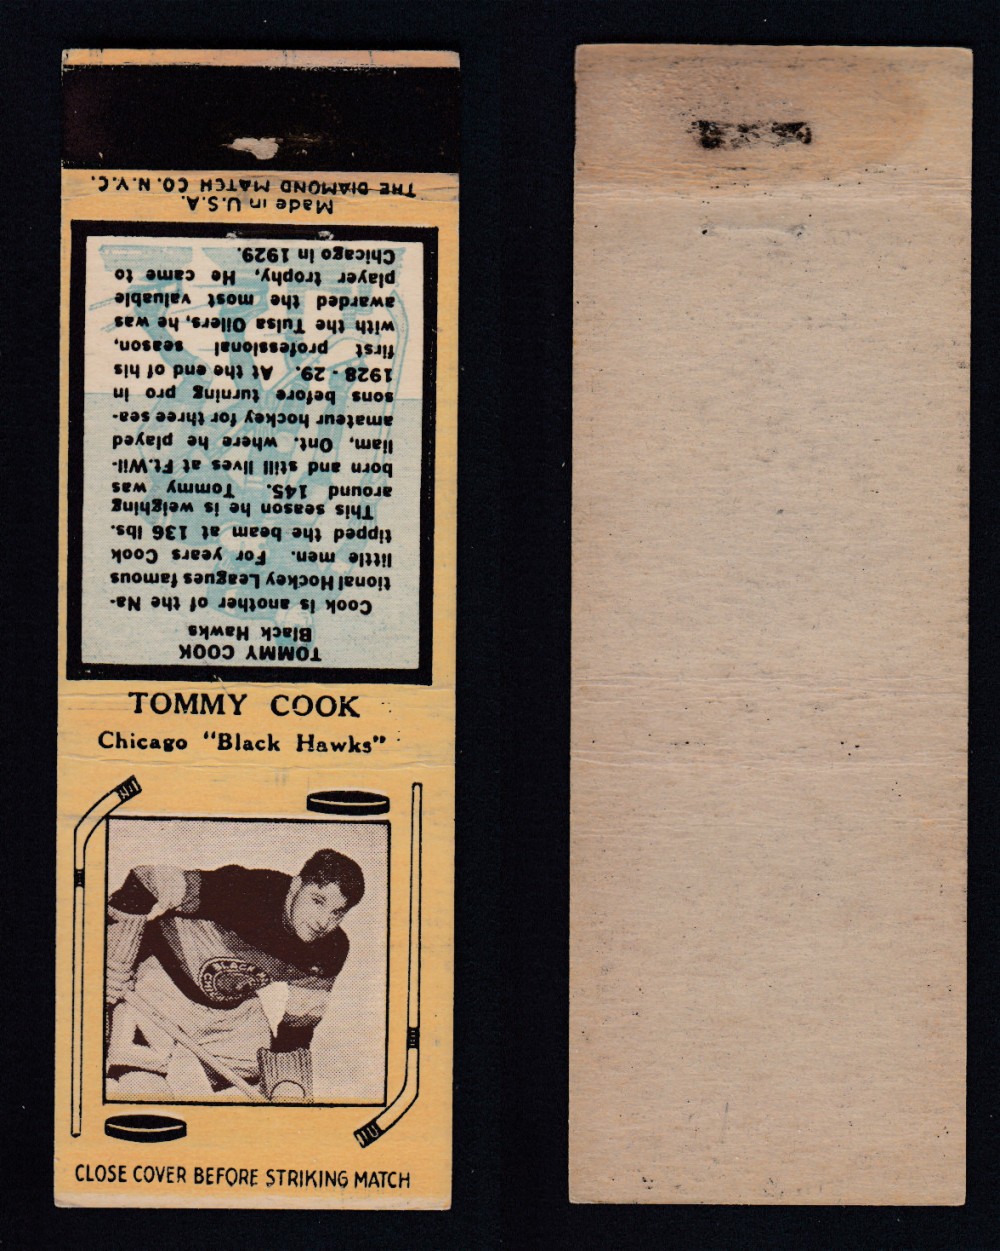 TOMMY COOK
Chicago "Black Hawks"
CHIC
BLACK HA
CLOSE COVER BEFORE STRIKING MATCH
TOMMY COOK
Black Hawks
Cook is another of the Na-
tional Hockey Leagues famous
little men. For years Cook
tipped the beam at 136 lbs.
This season he is weighing
around 145. Tommy was
born and still lives at Ft.Wil-
liam, Ont. where he played
amateur hockey for three sea-
sons before turning pro in
1928 - 29. At the end of his
first professional season,
with the Tulsa Oilers, he was
awarded the most valuable
player trophy, He came to
Chicago in 1929.
Made in U.S.A.
THE DIAMOND MATCH CO. N.Y.C.